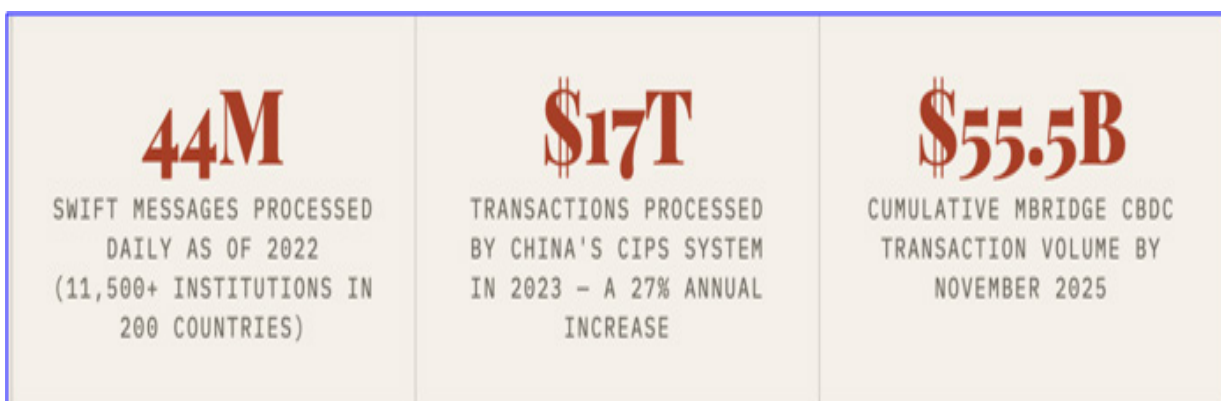 44M
SWIFT MESSAGES PROCESSED
DAILY AS OF 2022
(11,500+ INSTITUTIONS IN
200 COUNTRIES)
$17T
TRANSACTIONS PROCESSED
BY CHINA'S CIPS SYSTEM
IN 2023 – A 27% ANNUAL
INCREASE
$55.5B
CUMULATIVE MBRIDGE CBDC
TRANSACTION VOLUME BY
NOVEMBER 2025